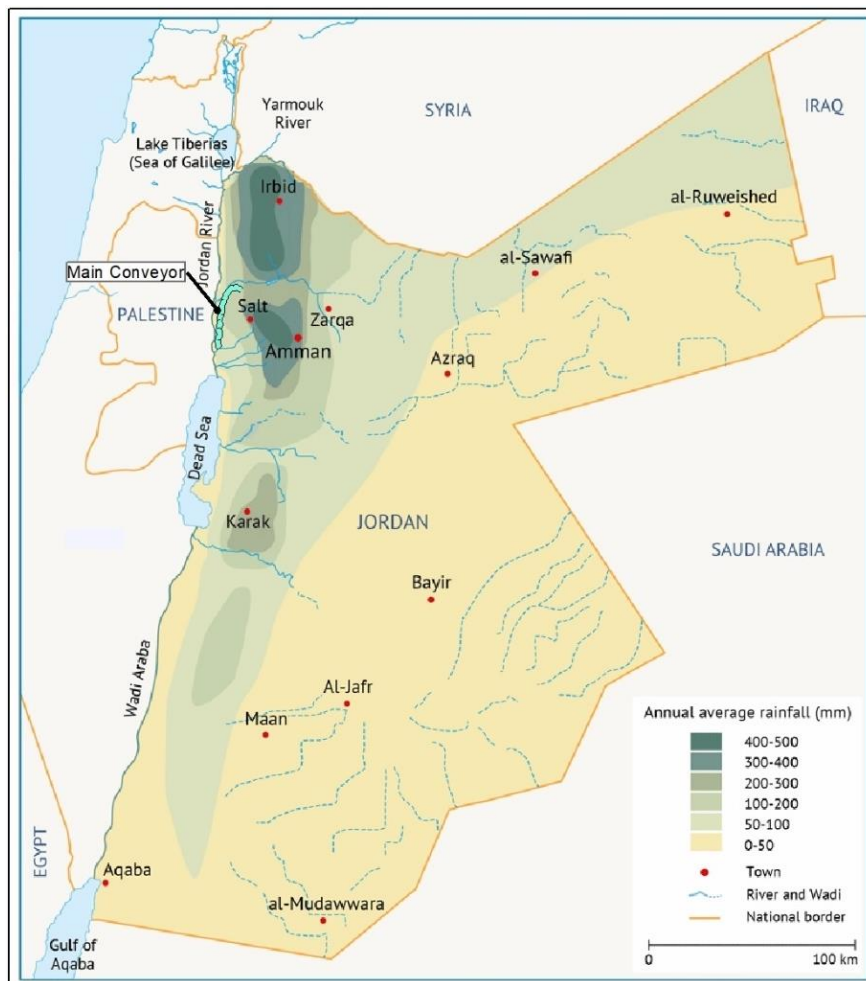 SYRIA
IRAQ
Yarmouk
River
Lake Tiberias
(Sea of Galilee)
Irbid
al-Ruweished
Jordan River
al-Sawafi
Main Conveyor
PALESTINE
Salt
Zarqa
Amman
Azraq
Dead Sea
Karak
JORDAN
SAUDI ARABIA
Bayir
Wadi Araba
Al-Jafr
Maan
Annual average rainfall (mm)
400-500
300-400
200-300
100-200
50-100
0-50
Town
River and Wadi
National border
0
100 km
EGYPT
Aqaba
al-Mudawwara
Gulf of
Aqaba